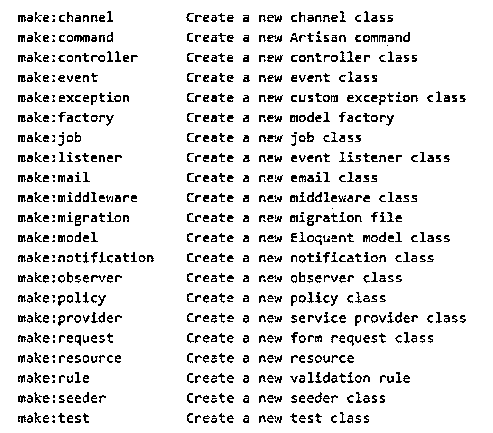 make:channel Create a new channel class
make:command Create a new Artisan command
make:controller Create a new controller class
make:event Create a new event class
make:exception Create a new custom exception class
make:factory Create a new model factory
make:job Create a new job class
make:listener Create a new event listener class
make:mail Create a new email class
make:middleware Create a new middleware class
make:migration Create a new migration file
make:model Create a new Eloquent model class
make:notification Create a new notification class
make:observer Create a new observer class
make:policy Create a new policy class
make:provider Create a new service provider class
make:request Create a new form request class
make:resource Create a new resource
make:rule Create a new validation rule
make:seeder Create a new seeder class
make:test Create a new test class